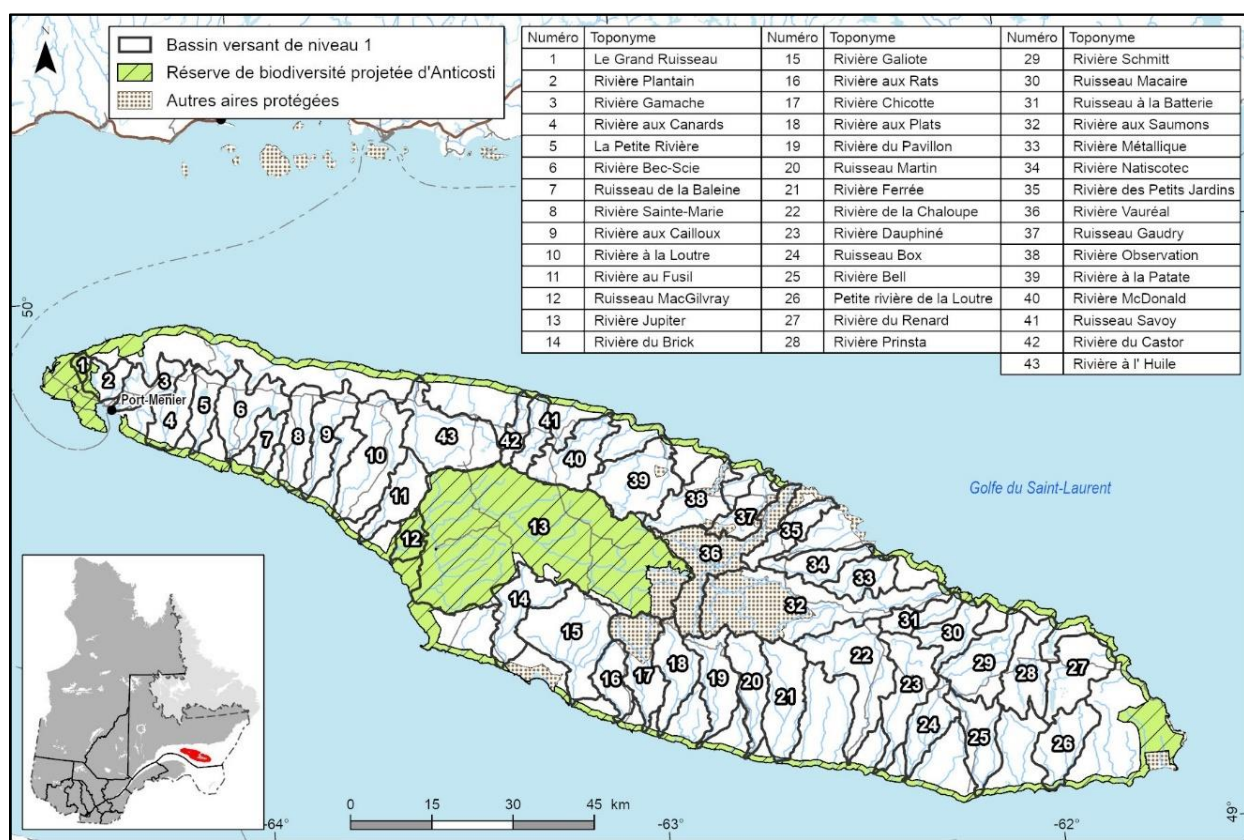 N
Bassin versant de niveau 1
Réserve de biodiversité projetée d'Anticosti
Autres aires protégées
Numéro Toponyme Numéro Toponyme Numéro Toponyme
1 Le Grand Ruisseau 15 Rivière Galiote 29 Rivière Schmitt
2 Rivière Plantain 16 Rivière aux Rats 30 Ruisseau Macaire
3 Rivière Gamache 17 Rivière Chicotte 31 Ruisseau à la Batterie
4 Rivière aux Canards 18 Rivière aux Plats 32 Rivière aux Saumons
5 La Petite Rivière 19 Rivière du Pavillon 33 Rivière Métallique
6 Rivière Bec-Scie 20 Ruisseau Martin 34 Rivière Natiscotec
7 Ruisseau de la Baleine 21 Rivière Ferrée 35 Rivière des Petits Jardins
8 Rivière Sainte-Marie 22 Rivière de la Chaloupe 36 Rivière Vauréal
9 Rivière aux Cailloux 23 Rivière Dauphiné 37 Ruisseau Gaudry
10 Rivière à la Loutre 24 Ruisseau Box 38 Rivière Observation
11 Rivière au Fusil 25 Rivière Bell 39 Rivière à la Patate
12 Ruisseau MacGilvray 26 Petite rivière de la Loutre 40 Rivière McDonald
13 Rivière Jupiter 27 Rivière du Renard 41 Ruisseau Savoy
14 Rivière du Brick 28 Rivière Prinsta 42 Rivière du Castor
43 Rivière à l' Huile
50°
1
2
3
Port-Menier
4
5
6
7
8
9
10
11
12
43
42
41
40
39
38
37
13
36
35
34
33
32
Golfe du Saint-Laurent
14
15
16
17
18
19
20
21
22
23
24
31
30
29
28
27
25
26
0 15 30 45 km
-64°
-63°
-62°
49°